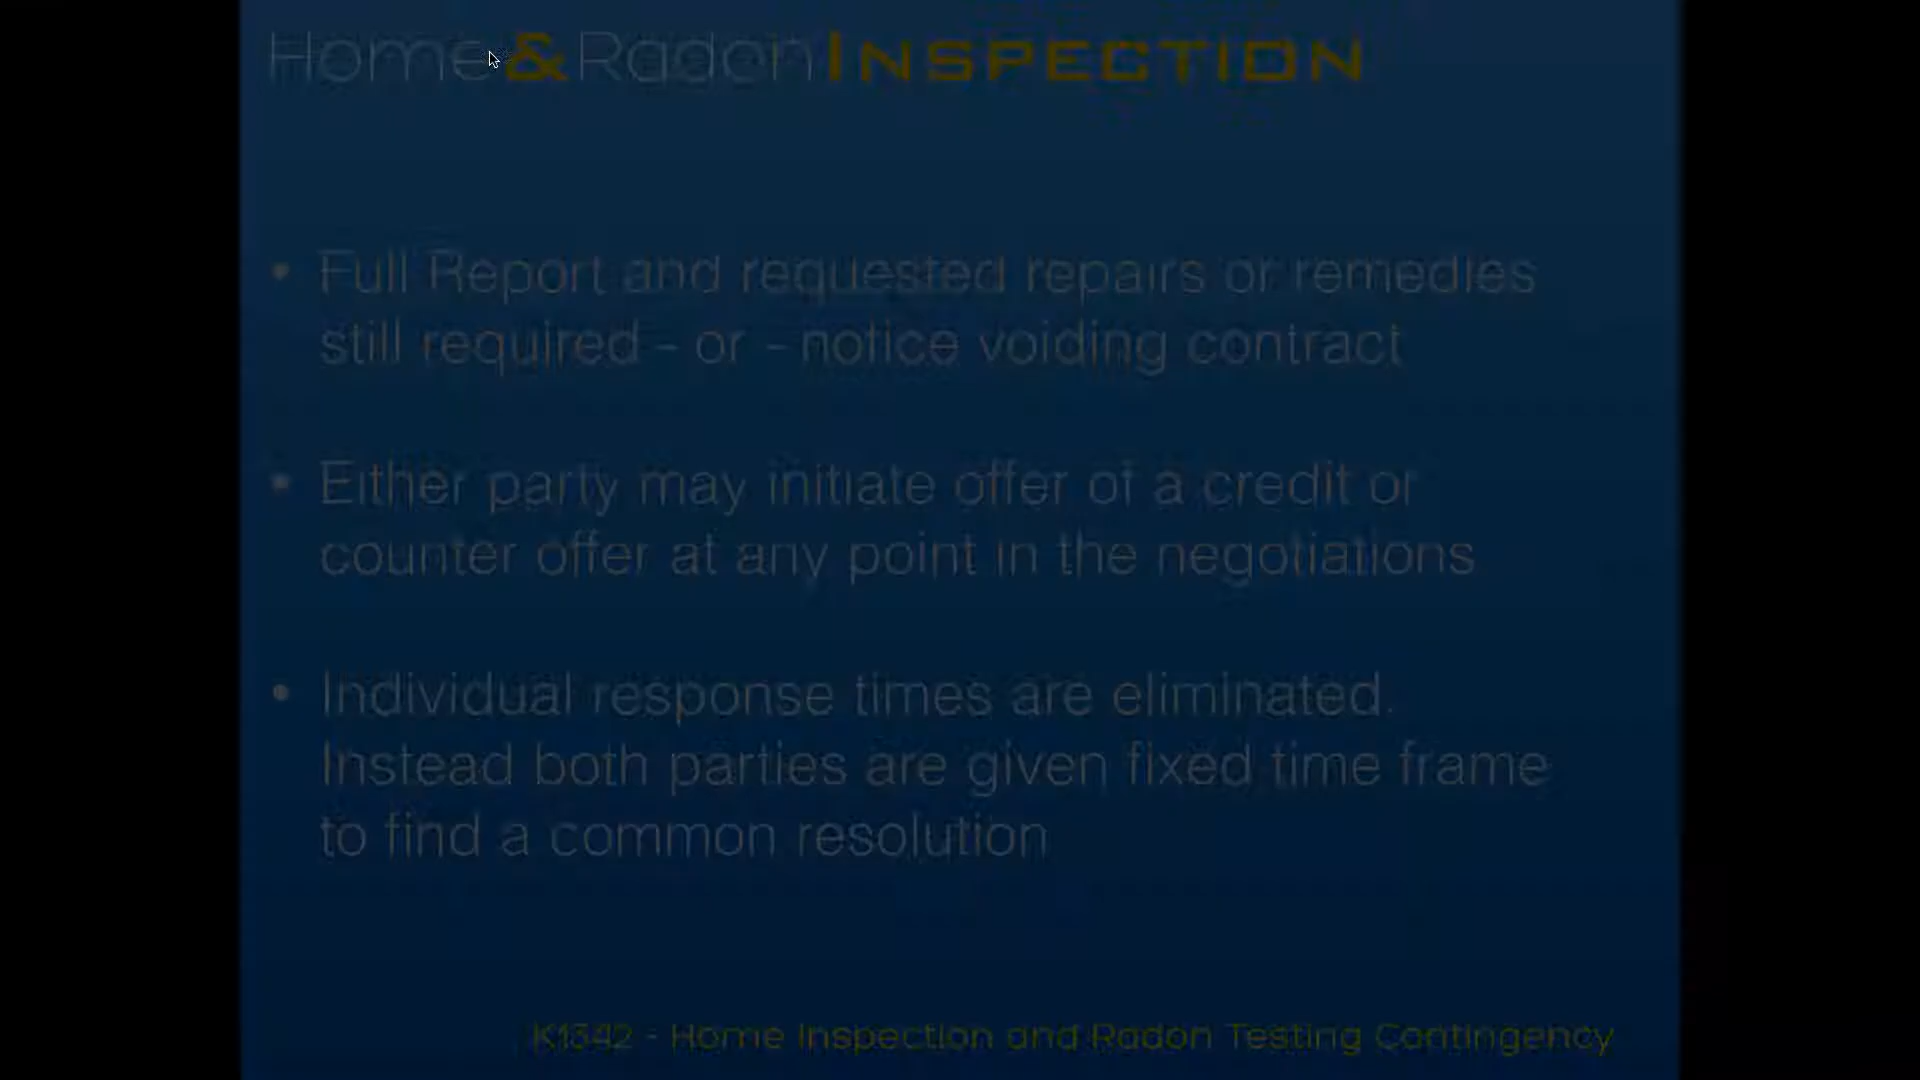 Home & Radon INSPECTION
• Full Report and requested repairs or remedies
still required - or - notice voiding contract
• Either party may initiate offer of a credit or
counter offer at any point in the negotiations
• Individual response times are eliminated.
Instead both parties are given fixed time frame
to find a common resolution
K1342 - Home Inspection and Radon Testing Contingency